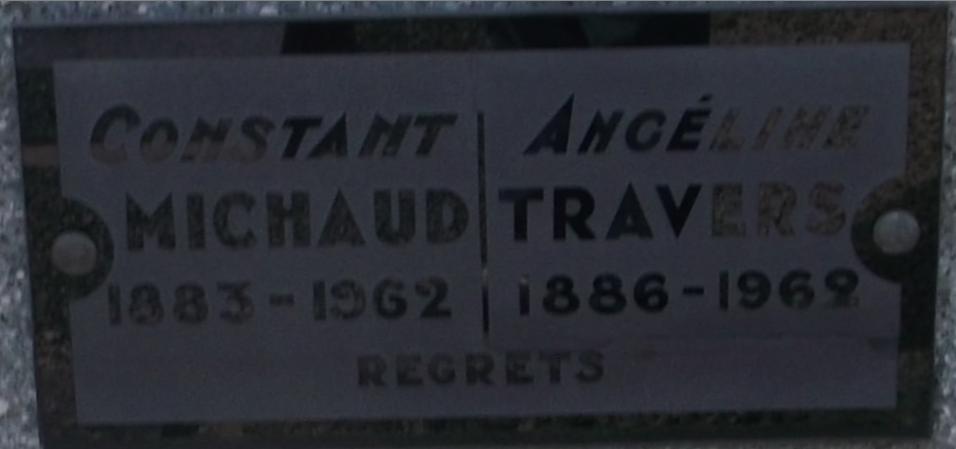 CONSTANT
MICHAUD
1883-1962
ANGÉLINE
TRAVERS
1886-1962
REGRETS